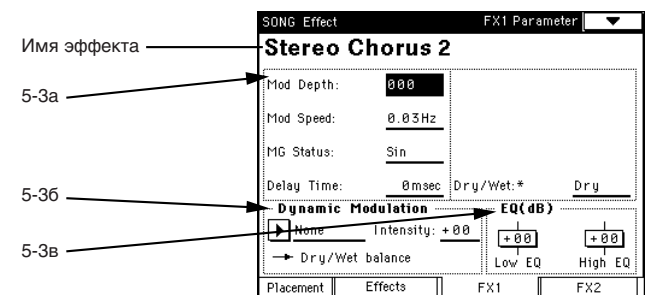 SONG Effect FX1 Parameter
Имя эффекта
Stereo Chorus 2
5-3а
Mod Depth: 000
Mod Speed: 0.03Hz
MG Status: Sin
Delay Time: 0msec Dry/Wet:* Dry
5-3б
Dynamic Modulation EQ(dB)
None Intensity: +00 +00 +00
5-3в
Dry/Wet balance Low EQ High EQ
Placement Effects FX1 FX2